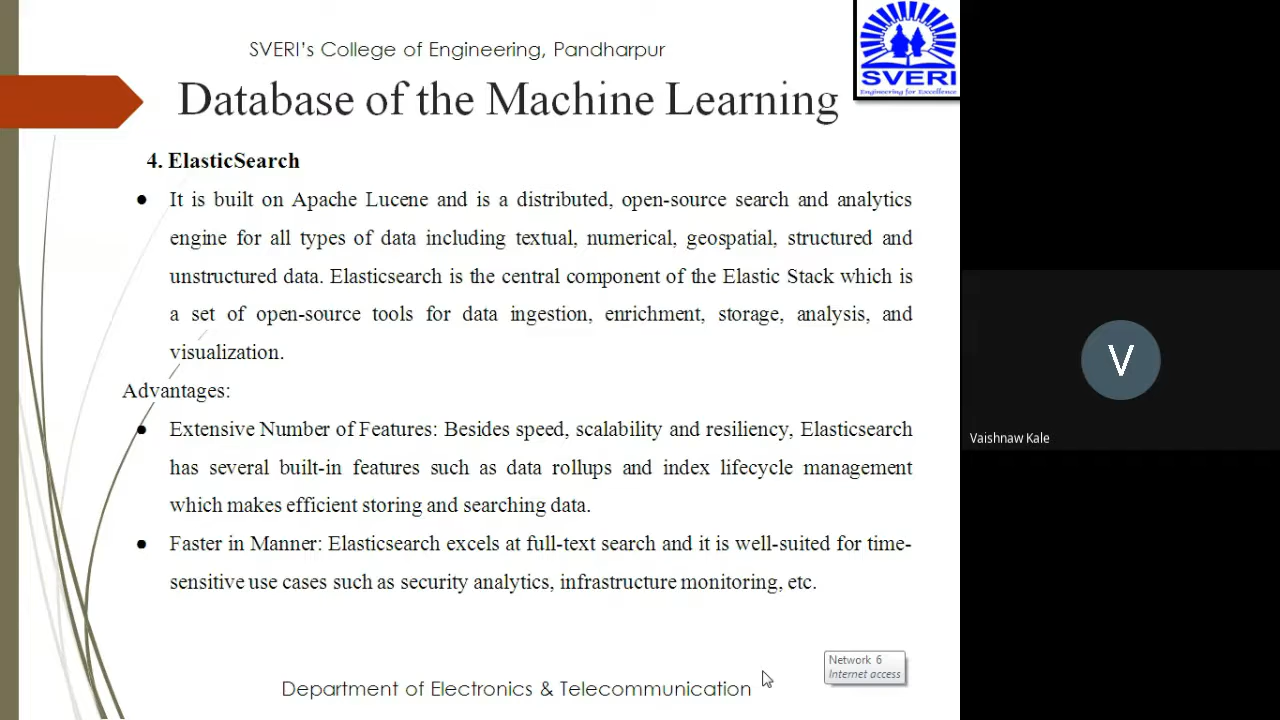 SVERI's College of Engineering, Pandharpur
SVERI
Engineering for Excellence
Database of the Machine Learning
4. ElasticSearch
● It is built on Apache Lucene and is a distributed, open-source search and analytics
engine for all types of data including textual, numerical, geospatial, structured and
unstructured data. Elasticsearch is the central component of the Elastic Stack which is
a set of open-source tools for data ingestion, enrichment, storage, analysis, and
visualization.
Advantages:
● Extensive Number of Features: Besides speed, scalability and resiliency, Elasticsearch
has several built-in features such as data rollups and index lifecycle management
which makes efficient storing and searching data.
● Faster in Manner: Elasticsearch excels at full-text search and it is well-suited for time-
sensitive use cases such as security analytics, infrastructure monitoring, etc.
Network 6
Internet access
Department of Electronics & Telecommunication
V
Vaishnaw Kale